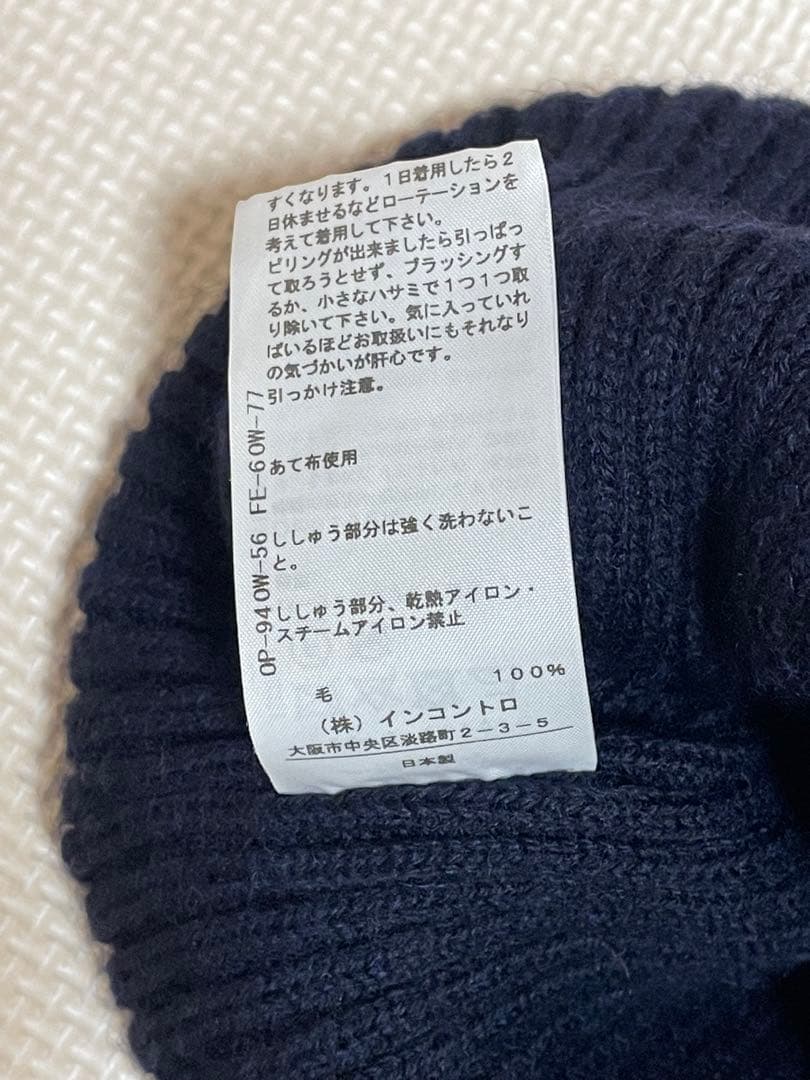 すくなります。1日着用したら2
日休ませるなどローテーションを
考えて着用して下さい。
ピリングが出来ましたら引っぱっ
て取ろうとせず、ブラッシングす
るか、小さなハサミで1つ1つ取
り除いて下さい。気に入っていれ
ばいるほどお取扱いにもそれなり
の気づかいが肝心です。
引っかけ注意。
あて布使用
ししゅう部分は強く洗わないこ
と。
ししゅう部分、乾熱アイロン・
スチームアイロン禁止
毛 100%
(株)インコントロ
大阪市中央区淡路町2-3-5
日本製
OP-940W-56 FE-60W-77